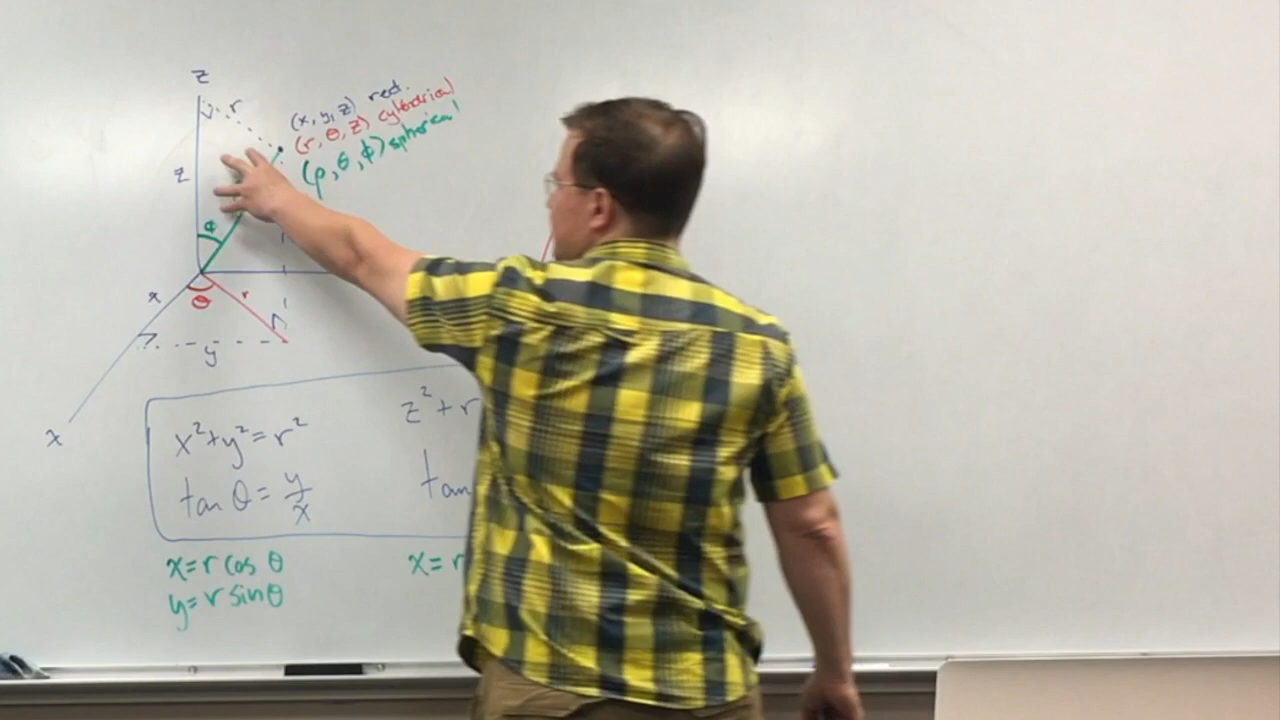 z
r
(x, y, z) rect.
(r, θ, z) cylindrical
(ρ, θ, φ) spherical
z
φ
x
θ
r
y
x
x² + y² = r²
z² + r
tan θ = y/x
tan
x = r cos θ
x = r
y = r sin θ